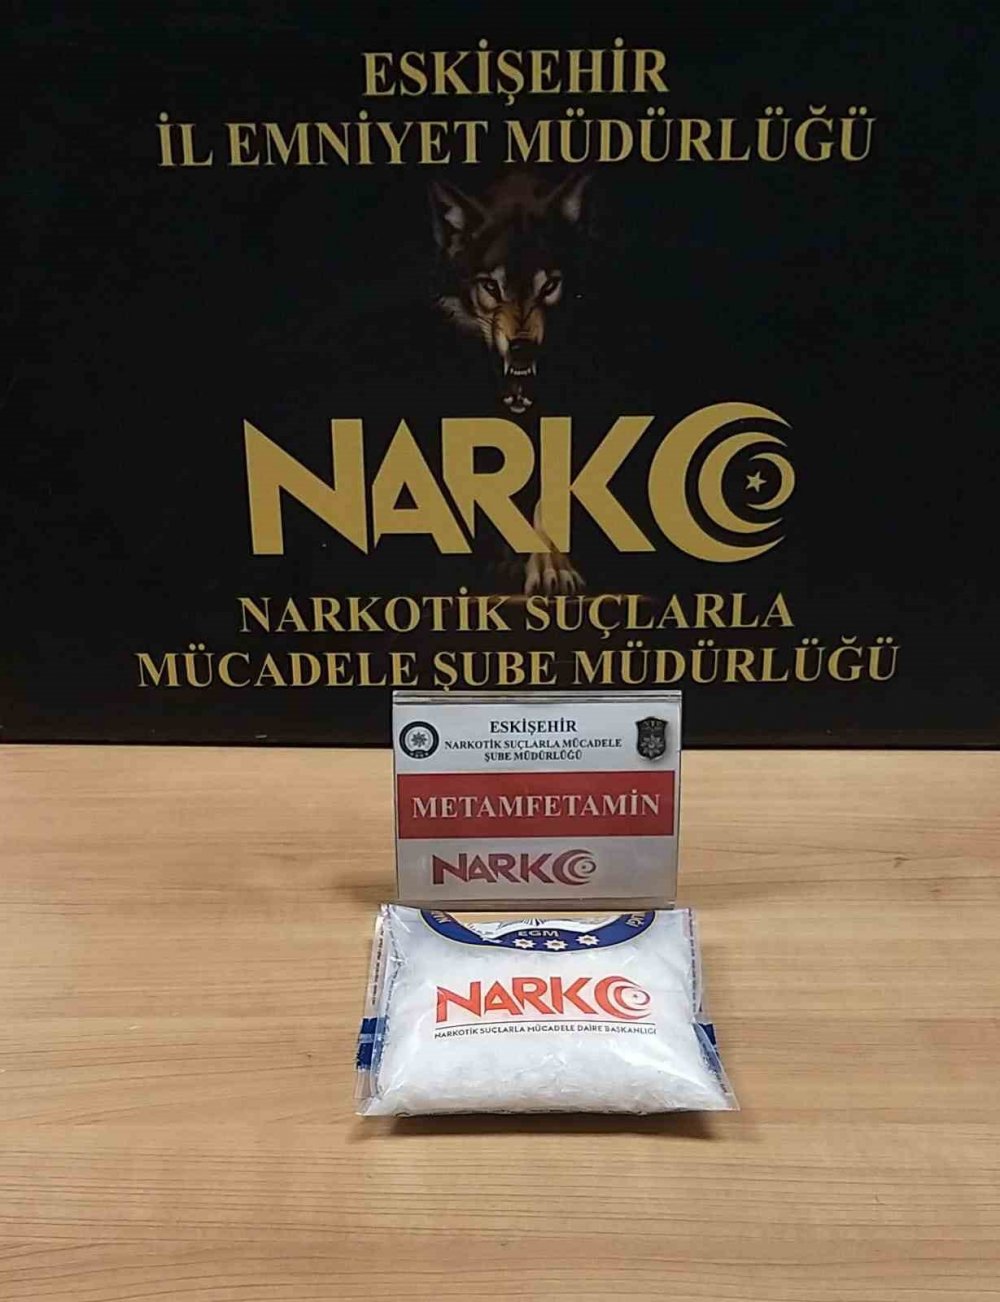 ESKİŞEHİR
İL EMNİYET MÜDÜRLÜĞÜ
NARKO
NARKOTİK SUÇLARLA
MÜCADELE ŞUBE MÜDÜRLÜĞÜ
ESKİŞEHİR
NARKOTİK SUÇLARLA MÜCADELE
ŞUBE MÜDÜRLÜĞÜ
METAMFETAMİN
NARKO
EGM
NARKO
NARKOTİK SUÇLARLA MÜCADELE DAİRE BAŞKANLIĞI